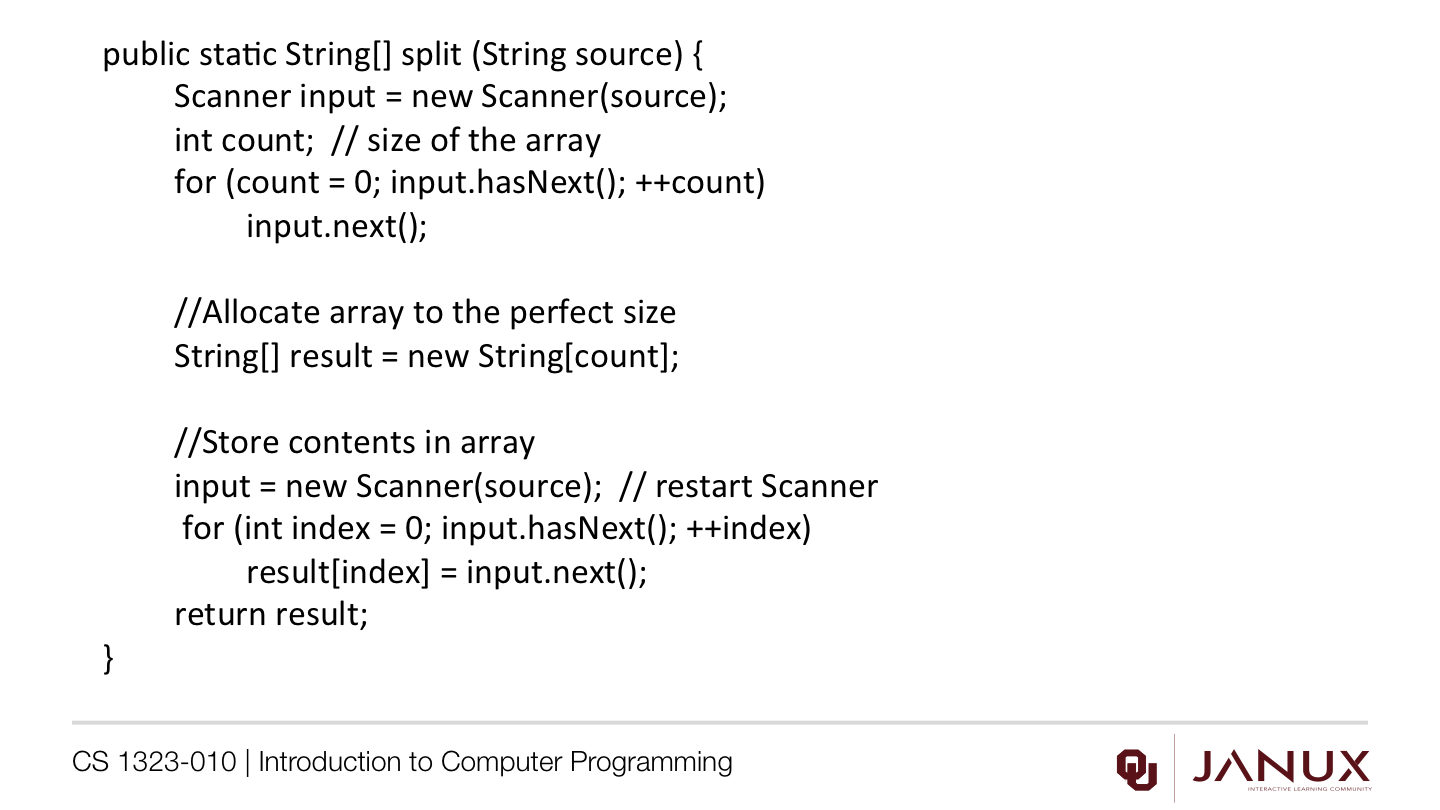 public static String[] split (String source) {
Scanner input = new Scanner(source);
int count;  // size of the array
for (count = 0; input.hasNext(); ++count)
input.next();
//Allocate array to the perfect size
String[] result = new String[count];
//Store contents in array
input = new Scanner(source);  // restart Scanner
for (int index = 0; input.hasNext(); ++index)
result[index] = input.next();
return result;
}
CS 1323-010 | Introduction to Computer Programming
OU
JANUX
INTERACTIVE LEARNING COMMUNITY